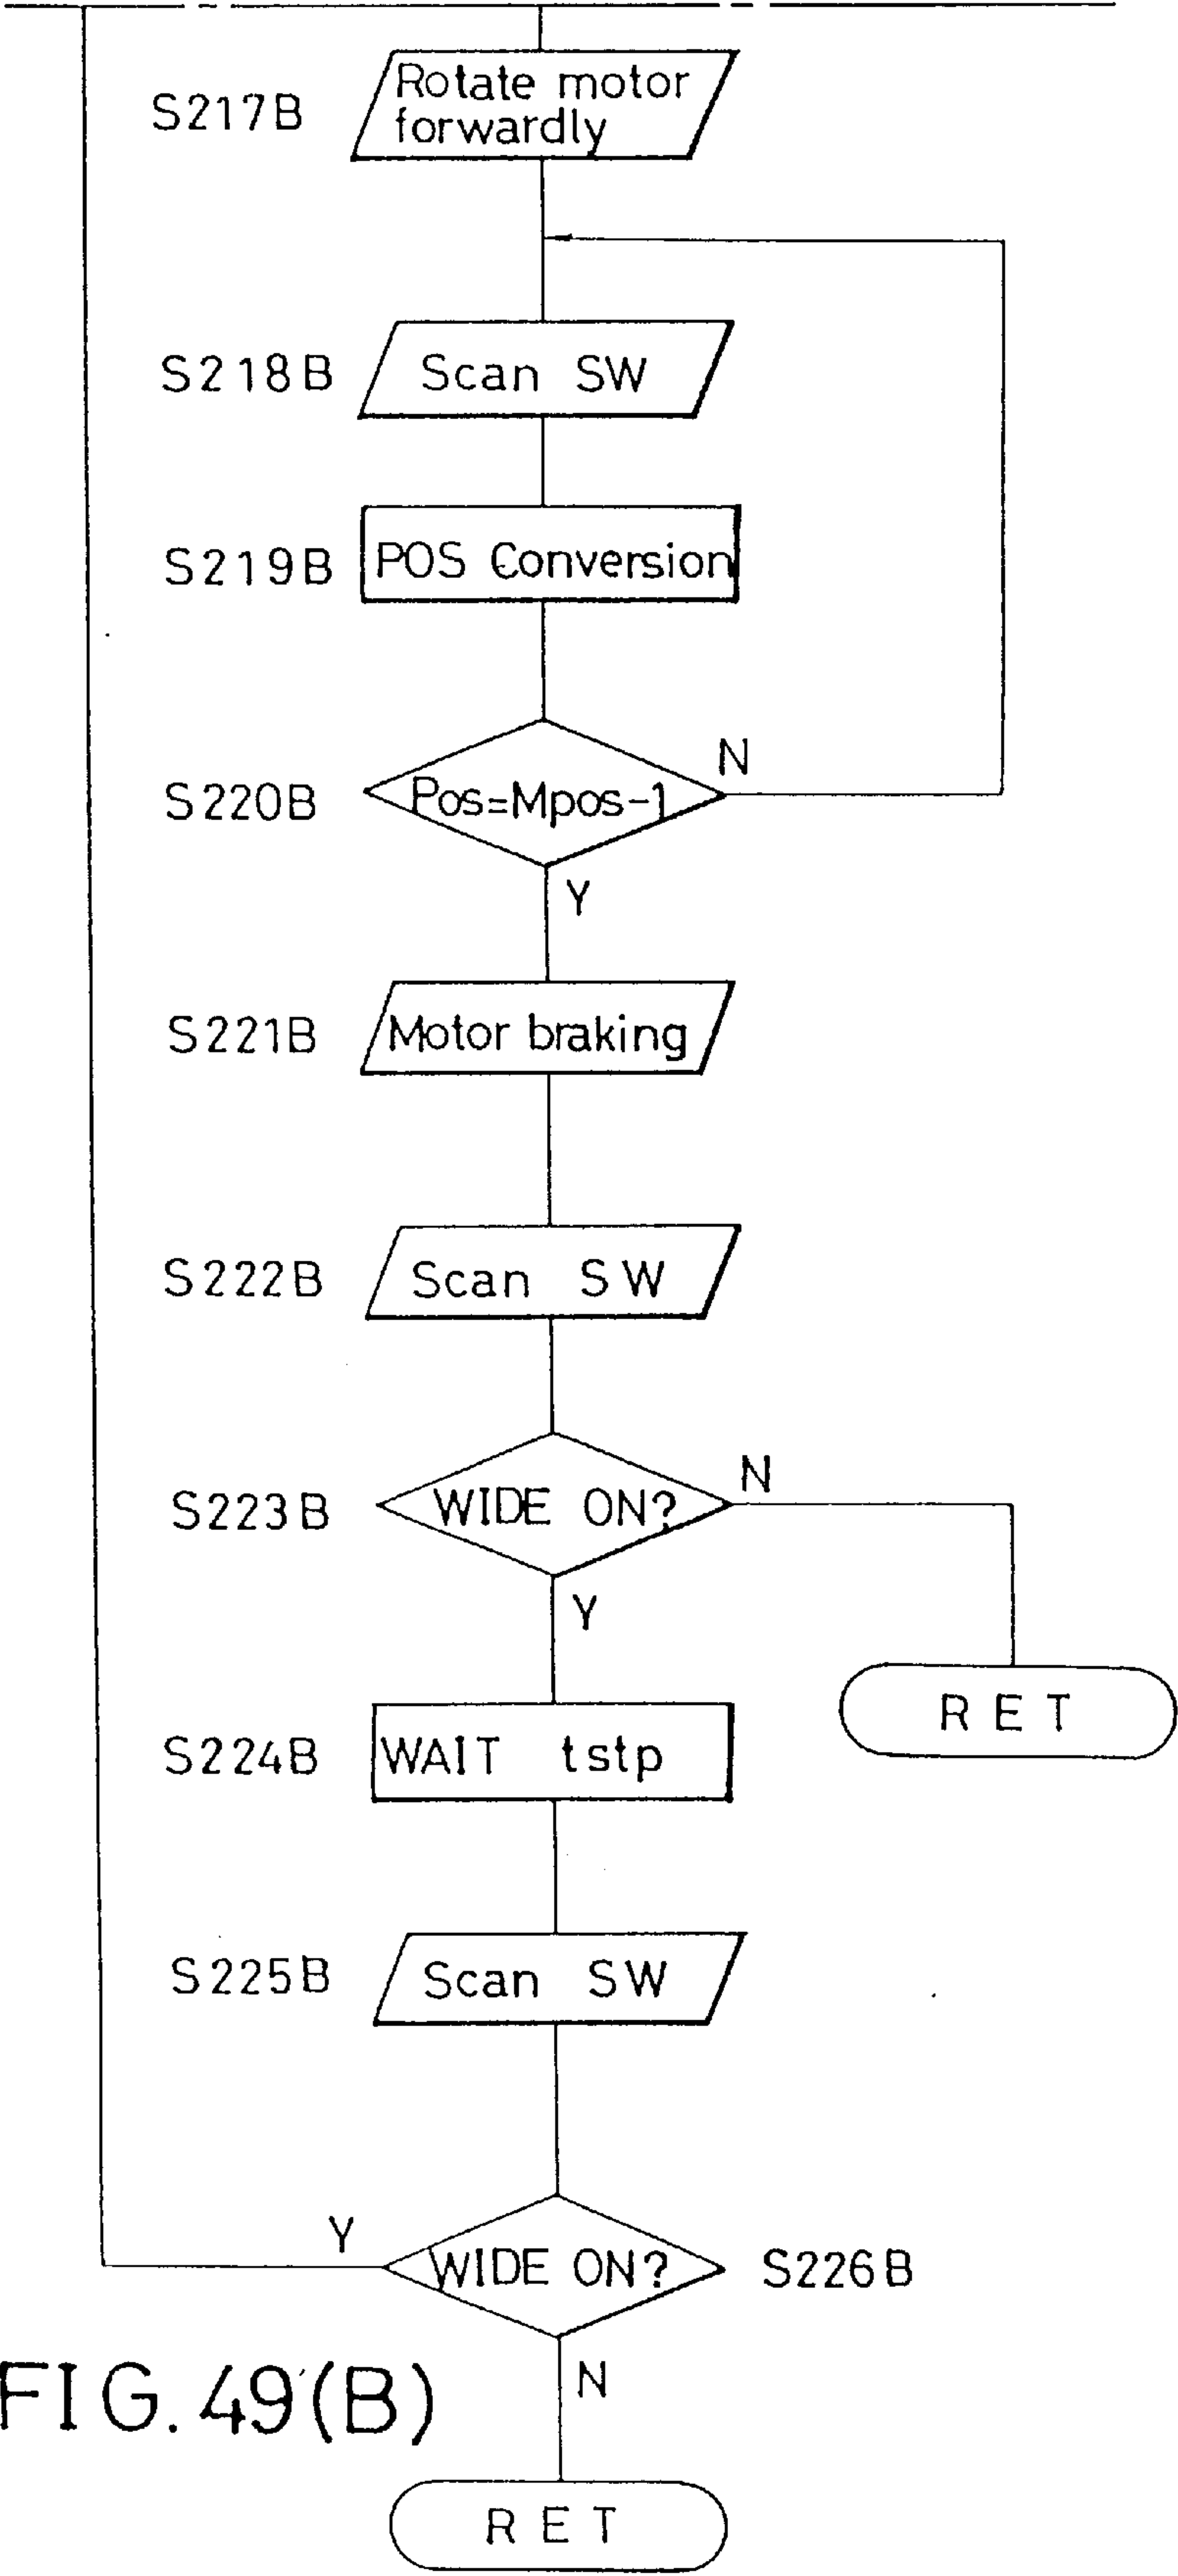 S217B
Rotate motor
forwardly
S218B
Scan SW
S219B
POS Conversion
S220B
Pos=Mpos-1
N
Y
S221B
Motor braking
S222B
Scan SW
S223B
WIDE ON?
N
Y
RET
S224B
WAIT tstp
S225B
Scan SW
Y
WIDE ON?
S226B
N
FIG. 49(B)
RET